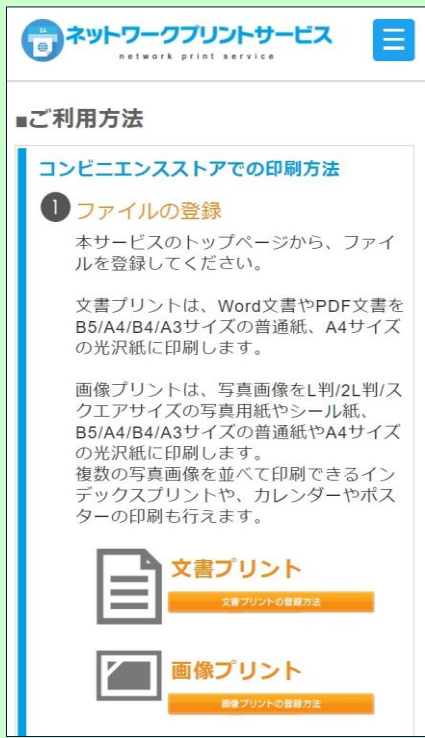 24
ネットワークプリントサービス
network print service
■ご利用方法
コンビニエンスストアでの印刷方法
1 ファイルの登録
本サービスのトップページから、ファイ
ルを登録してください。
文書プリントは、Word文書やPDF文書を
B5/A4/B4/A3サイズの普通紙、A4サイズ
の光沢紙に印刷します。
画像プリントは、写真画像をL判/2L判/ス
クエアサイズの写真用紙やシール紙、
B5/A4/B4/A3サイズの普通紙やA4サイズ
の光沢紙に印刷します。
複数の写真画像を並べて印刷できるイン
デックスプリントや、カレンダーやポス
ターの印刷も行えます。
文書プリント
文書プリントの登録方法
画像プリント
画像プリントの登録方法